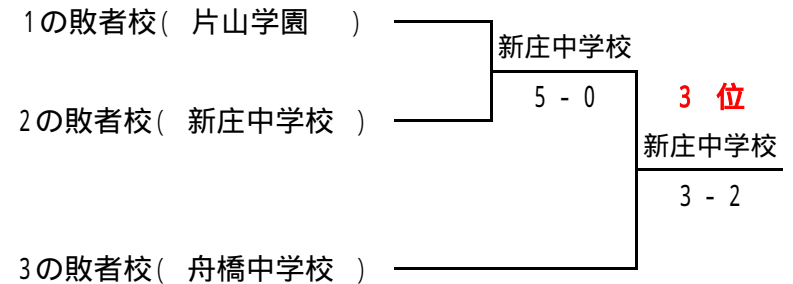 1の敗者校( 片山学園 )
新庄中学校
5 - 0
3 位
2の敗者校( 新庄中学校 )
新庄中学校
3 - 2
3の敗者校( 舟橋中学校 )